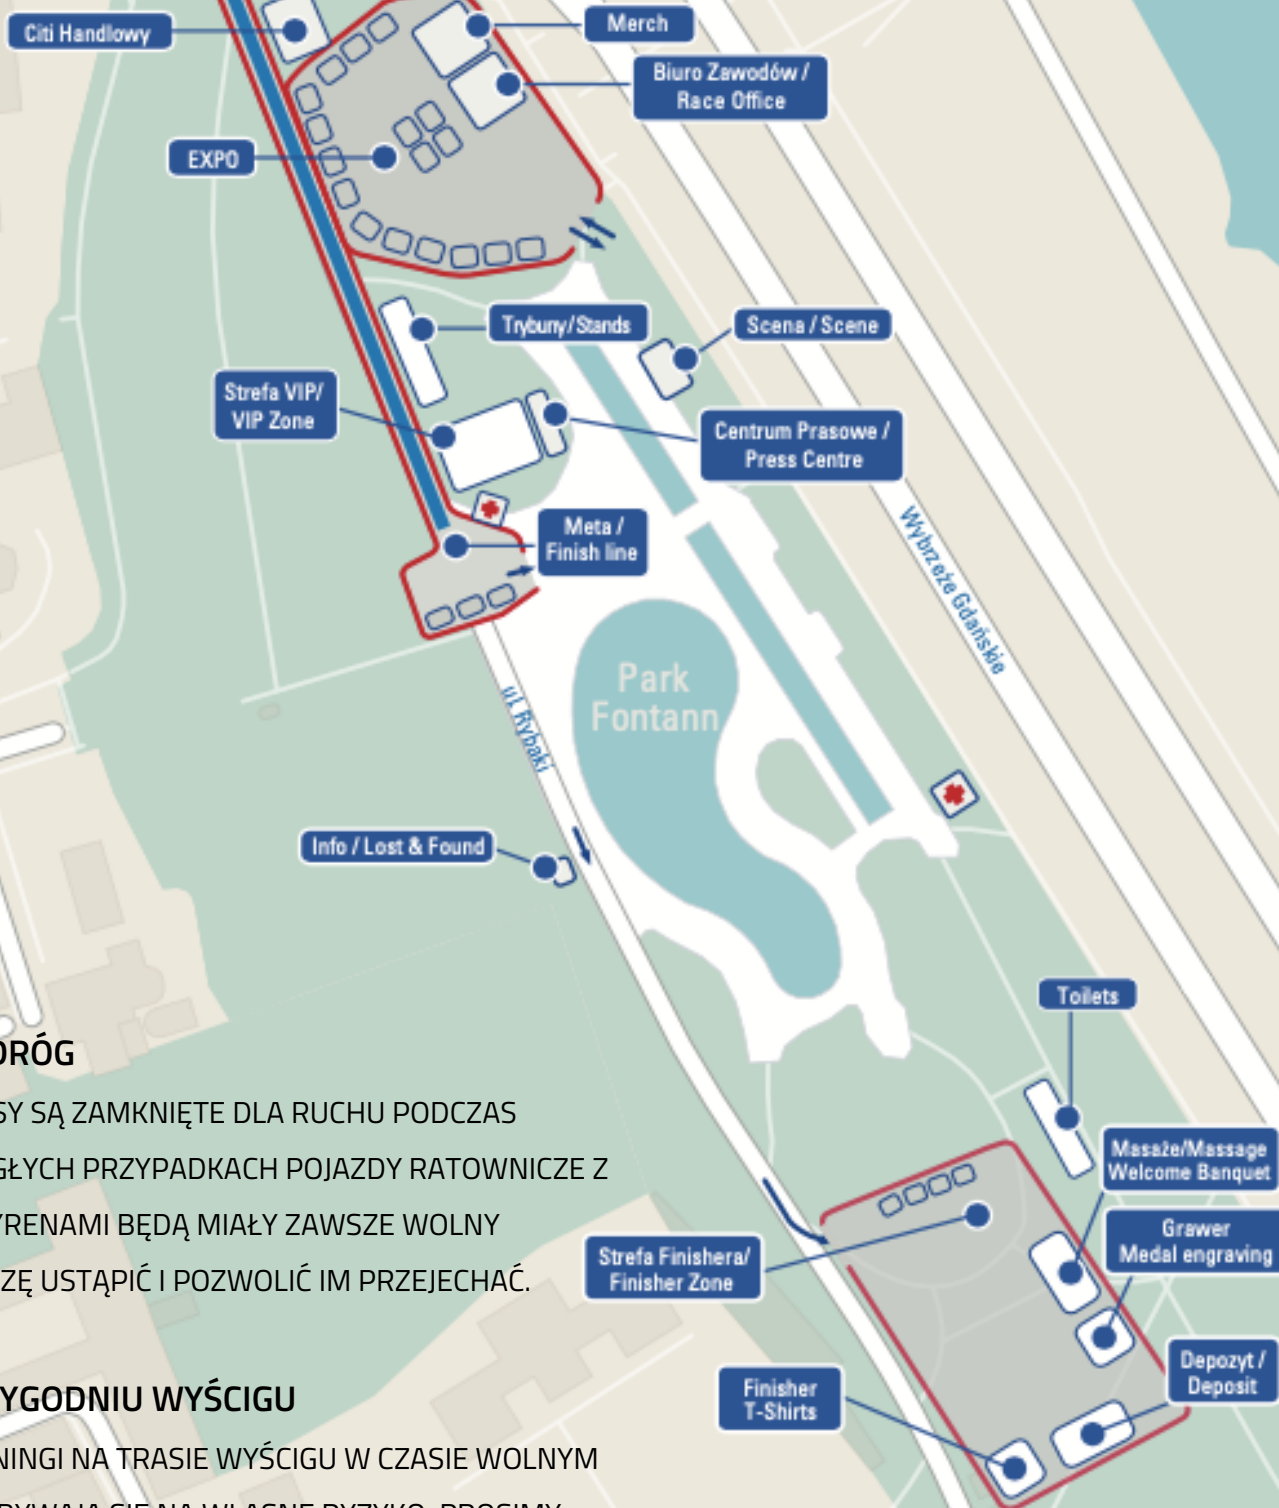 Citi Handlowy
Merch
Biuro Zawodów /
Race Office
EXPO
Trybuny/Stands
Scena / Scene
Strefa VIP/
VIP Zone
Centrum Prasowe /
Press Centre
Meta /
Finish line
Wybrzeże Gdańskie
Park
Fontann
ul. Rybaki
Info / Lost & Found
Toilets
DRÓG
SY SĄ ZAMKNIĘTE DLA RUCHU PODCZAS
GŁYCH PRZYPADKACH POJAZDY RATOWNICZE Z
YRENAMI BĘDĄ MIAŁY ZAWSZE WOLNY
ZĘ USTĄPIĆ I POZWOLIĆ IM PRZEJECHAĆ.
Masaże/Massage
Welcome Banquet
Grawer
Medal engraving
Strefa Finishera/
Finisher Zone
Depozyt /
Deposit
Finisher
T-Shirts
YGODNIU WYŚCIGU
NINGI NA TRASIE WYŚCIGU W CZASIE WOLNYM